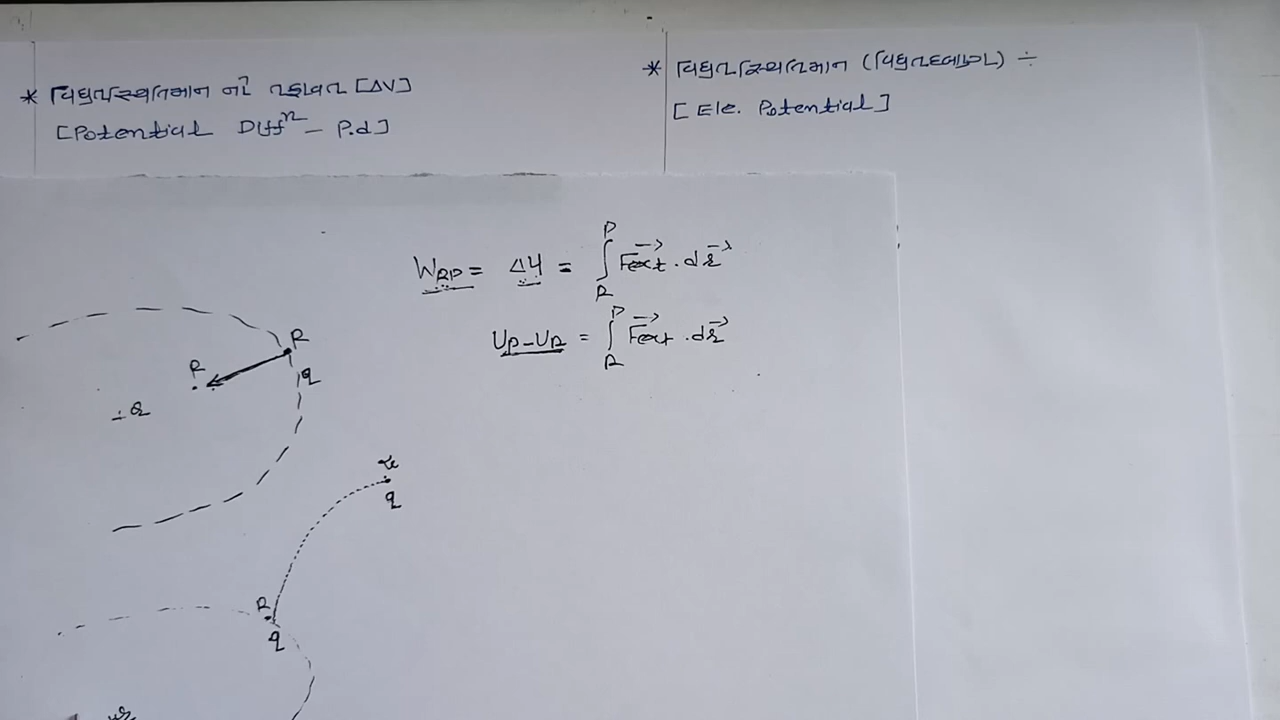 * વિદ્યુતસ્થિતિમાન નો તફાવત [ΔV]
[Potential Diffⁿ – P.d]
* વિદ્યુતસ્થિતિમાન (વિદ્યુતદબાણ) ÷
[Ele. Potential]
W_RP = ΔU = ∫_R^P F⃗ext · dr⃗
U_P – U_R = ∫_R^P F⃗ext · dr⃗
R
q
R
q
R
q